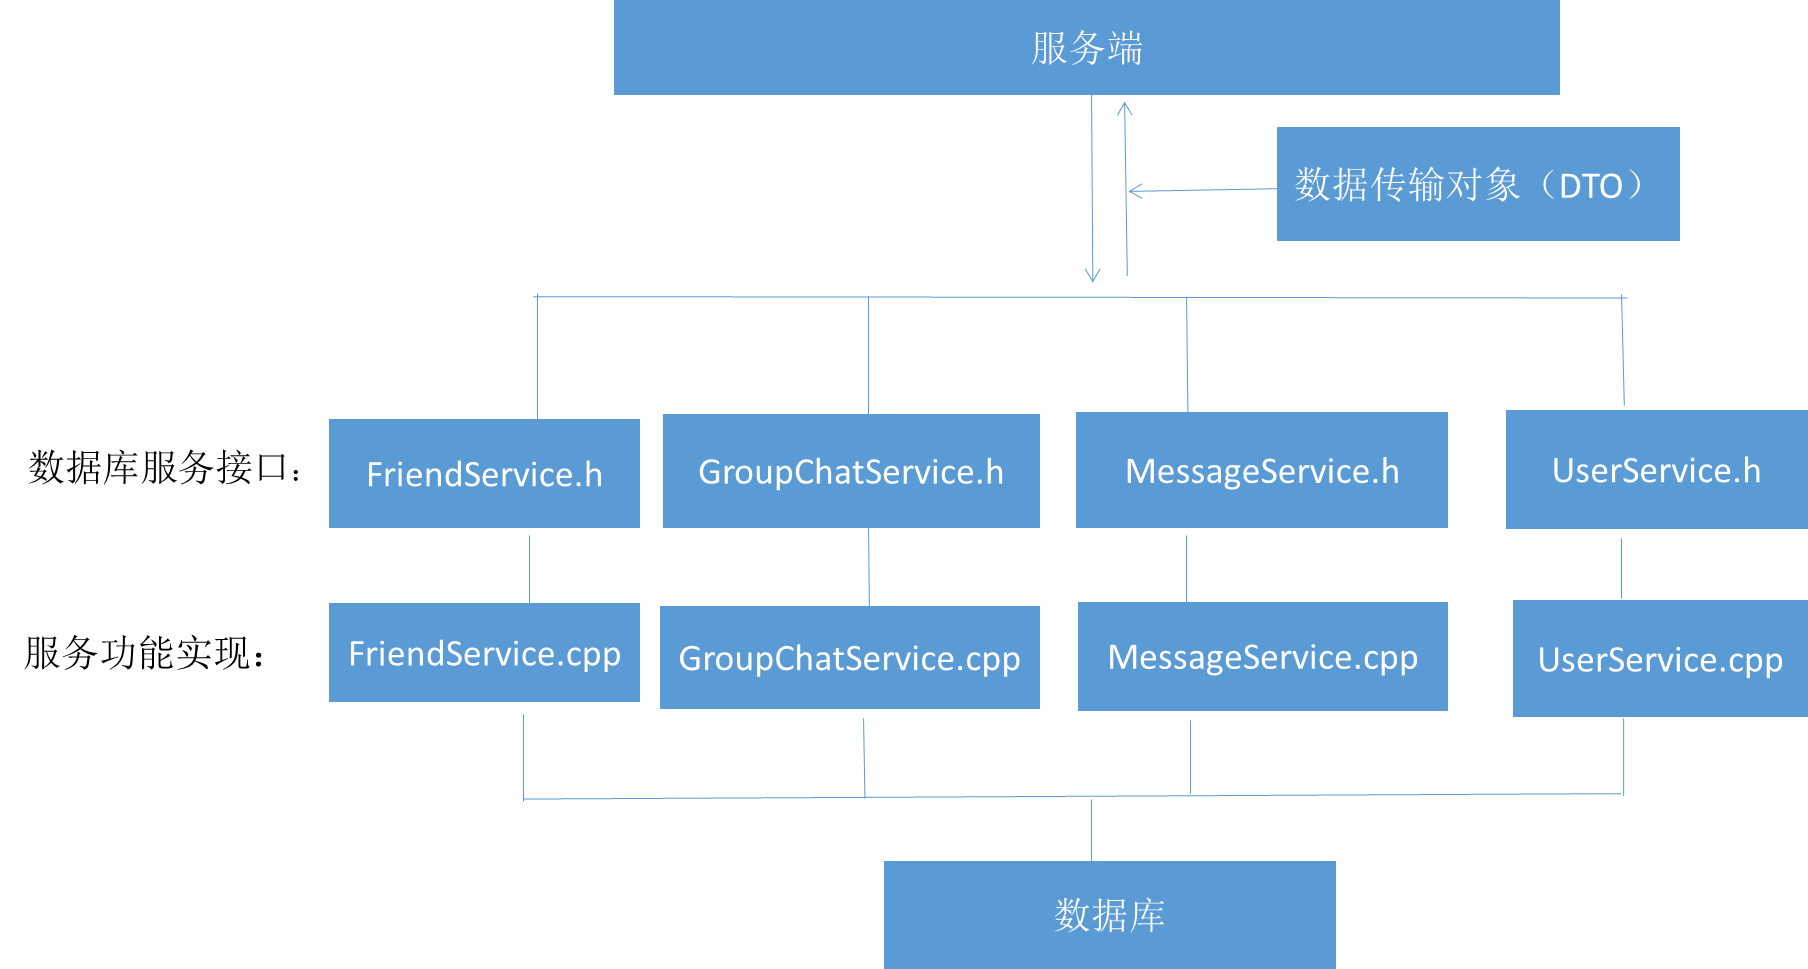 服务端
数据传输对象（DTO）
数据库服务接口：
FriendService.h
GroupChatService.h
MessageService.h
UserService.h
服务功能实现：
FriendService.cpp
GroupChatService.cpp
MessageService.cpp
UserService.cpp
数据库